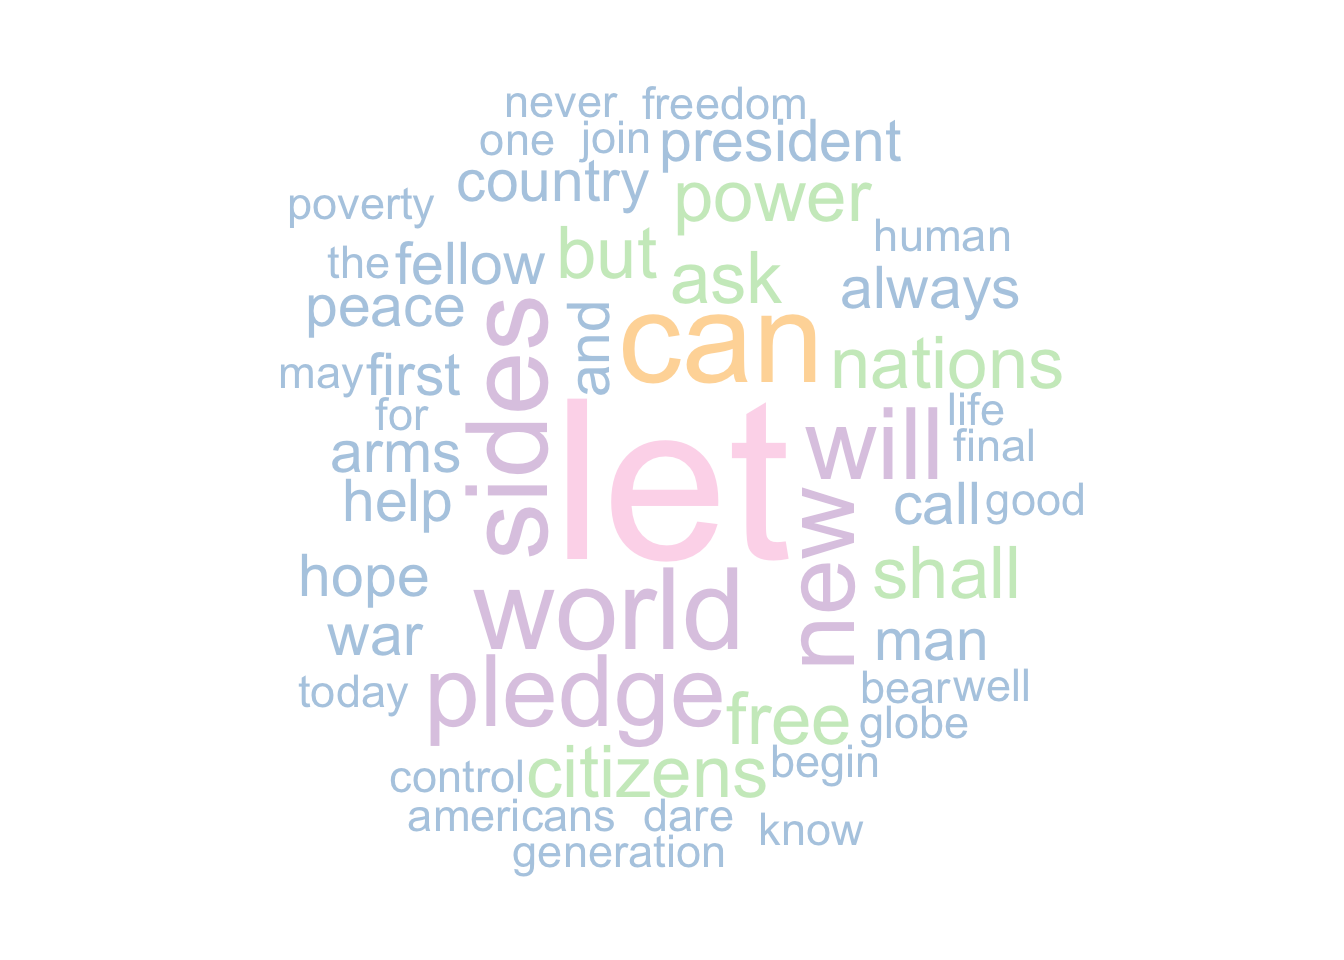 never freedom
one join president
country
poverty power
human
the fellow but ask
peace always
sides and can
nations
may first
for let life
arms will final
help new call good
hope shall
world
war man
today pledge bear well
free globe
control citizens begin
americans dare know
generation